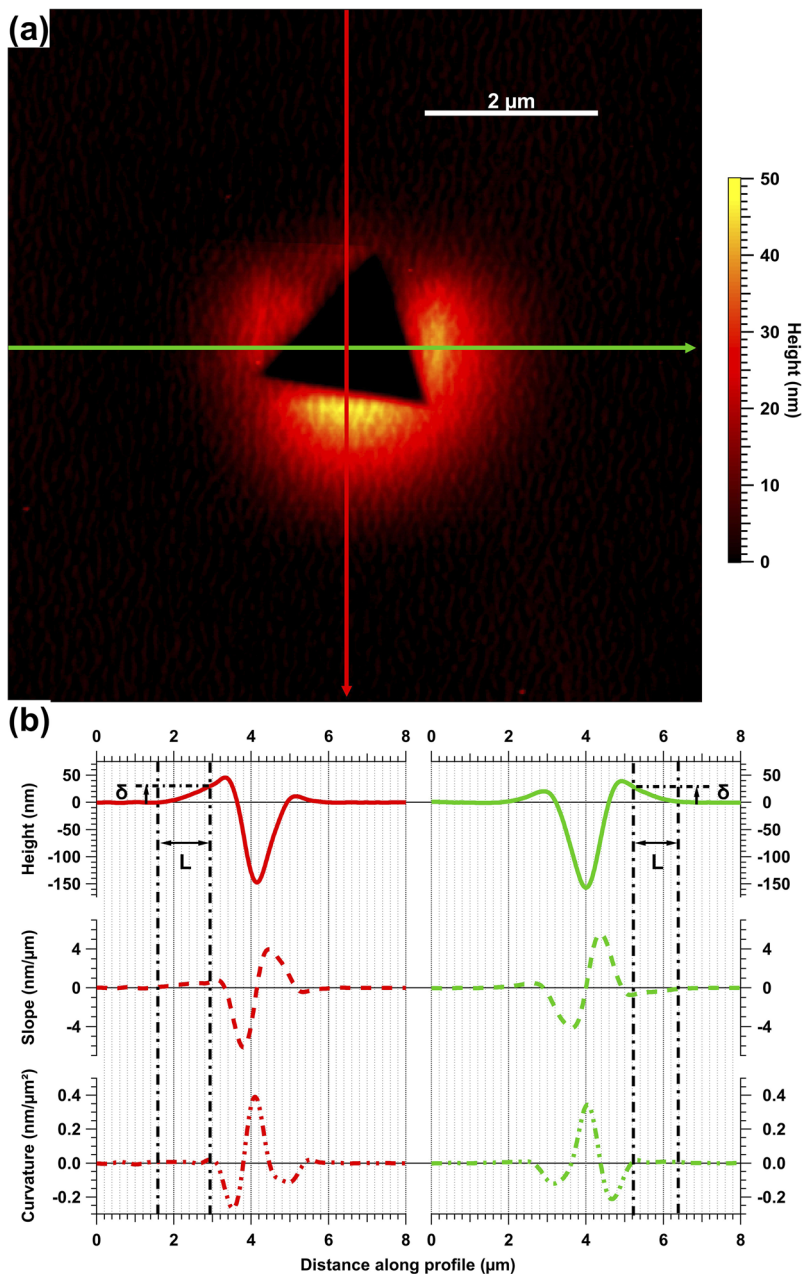 (a)
2 µm
50
40
30
20
10
0
Height (nm)
(b)
0 2 4 6 8 0 2 4 6 8
50
0
-50
-100
-150
Height (nm)
δ
L
50
0
-50
-100
-150
δ
L
4
0
-4
Slope (nm/µm)
4
0
-4
0.4
0.2
0.0
-0.2
Curvature (nm/µm²)
0.4
0.2
0.0
-0.2
0 2 4 6 8 0 2 4 6 8
Distance along profile (µm)